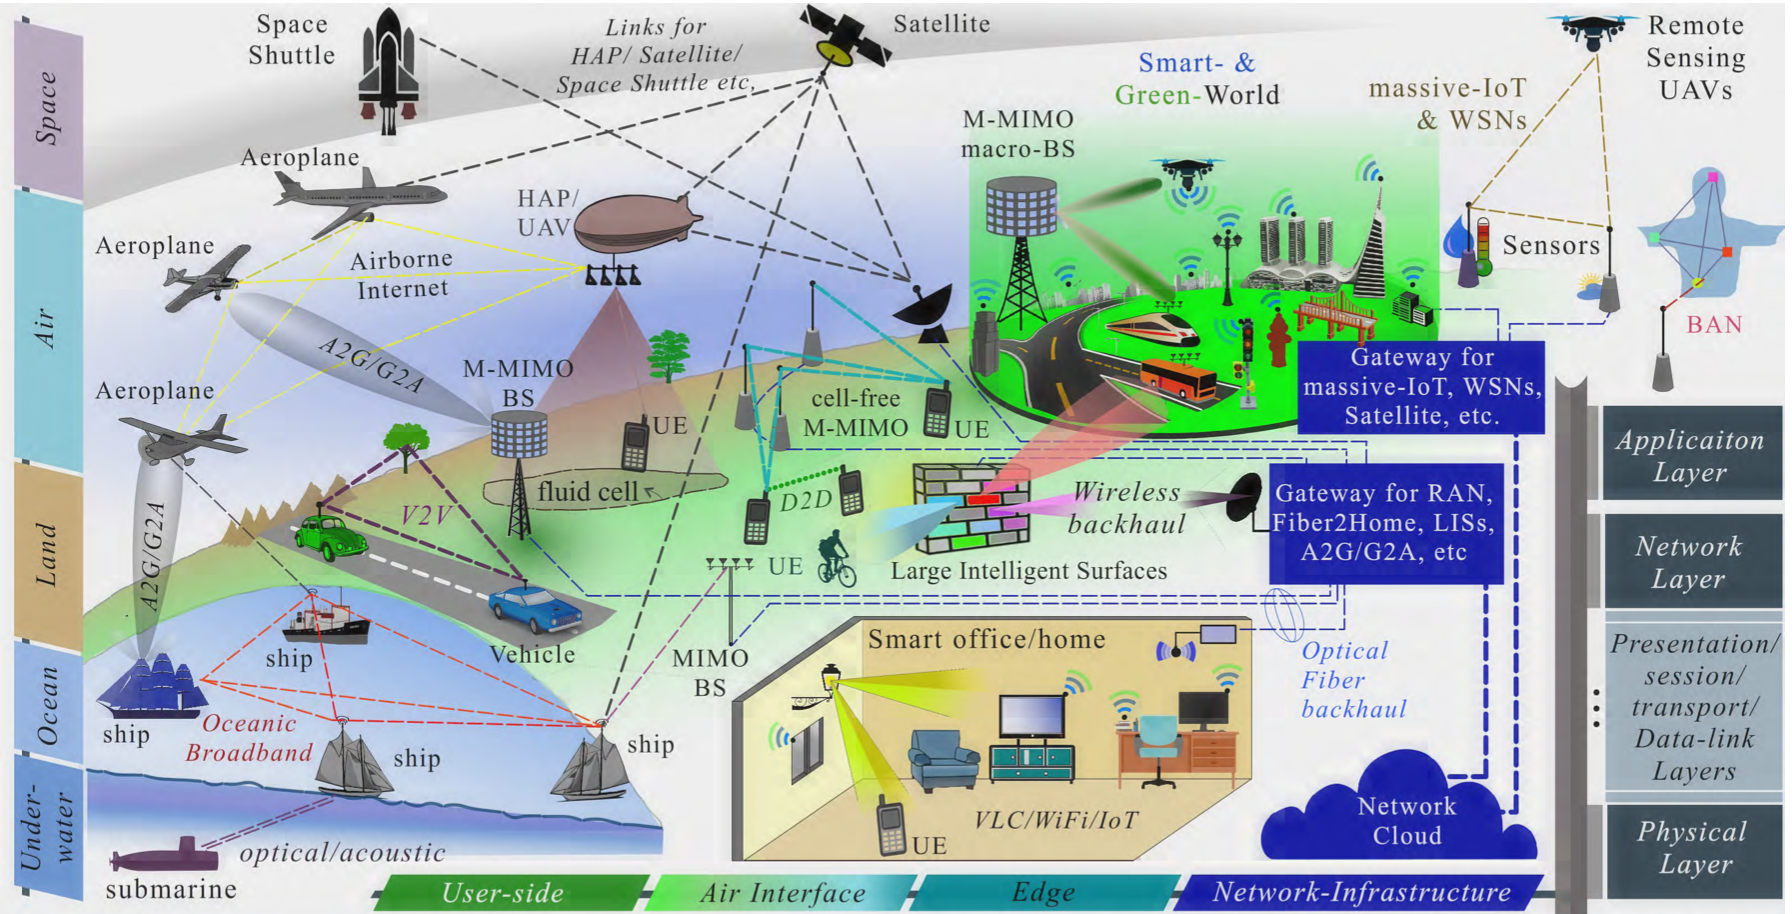 Space
Air
Land
Ocean
Under-
water
Space
Shuttle
Links for
HAP/ Satellite/
Space Shuttle etc,
Satellite
Smart- &
Green-World
massive-IoT
& WSNs
Remote
Sensing
UAVs
Aeroplane
HAP/
UAV
M-MIMO
macro-BS
Aeroplane
Airborne
Internet
Sensors
BAN
A2G/G2A
M-MIMO
BS
Aeroplane
UE
cell-free
M-MIMO
UE
Gateway for
massive-IoT, WSNs,
Satellite, etc.
A2G/G2A
V2V
fluid cell
D2D
UE
Wireless
backhaul
Large Intelligent Surfaces
Gateway for RAN,
Fiber2Home, LISs,
A2G/G2A, etc
ship
Vehicle
MIMO
BS
ship
Oceanic
Broadband
ship
ship
Smart office/home
Optical
Fiber
backhaul
VLC/WiFi/IoT
UE
Network
Cloud
optical/acoustic
submarine
Applicaiton
Layer
Network
Layer
Presentation/
session/
transport/
Data-link
Layers
Physical
Layer
User-side
Air Interface
Edge
Network-Infrastructure